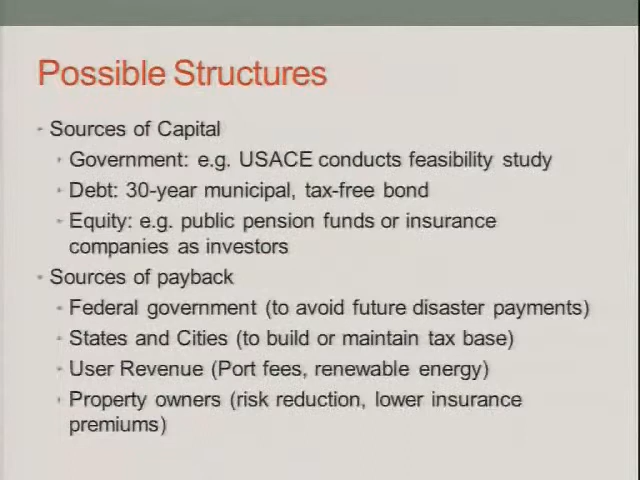 Possible Structures
- Sources of Capital
- Government: e.g. USACE conducts feasibility study
- Debt: 30-year municipal, tax-free bond
- Equity: e.g. public pension funds or insurance
companies as investors
- Sources of payback
- Federal government (to avoid future disaster payments)
- States and Cities (to build or maintain tax base)
- User Revenue (Port fees, renewable energy)
- Property owners (risk reduction, lower insurance
premiums)